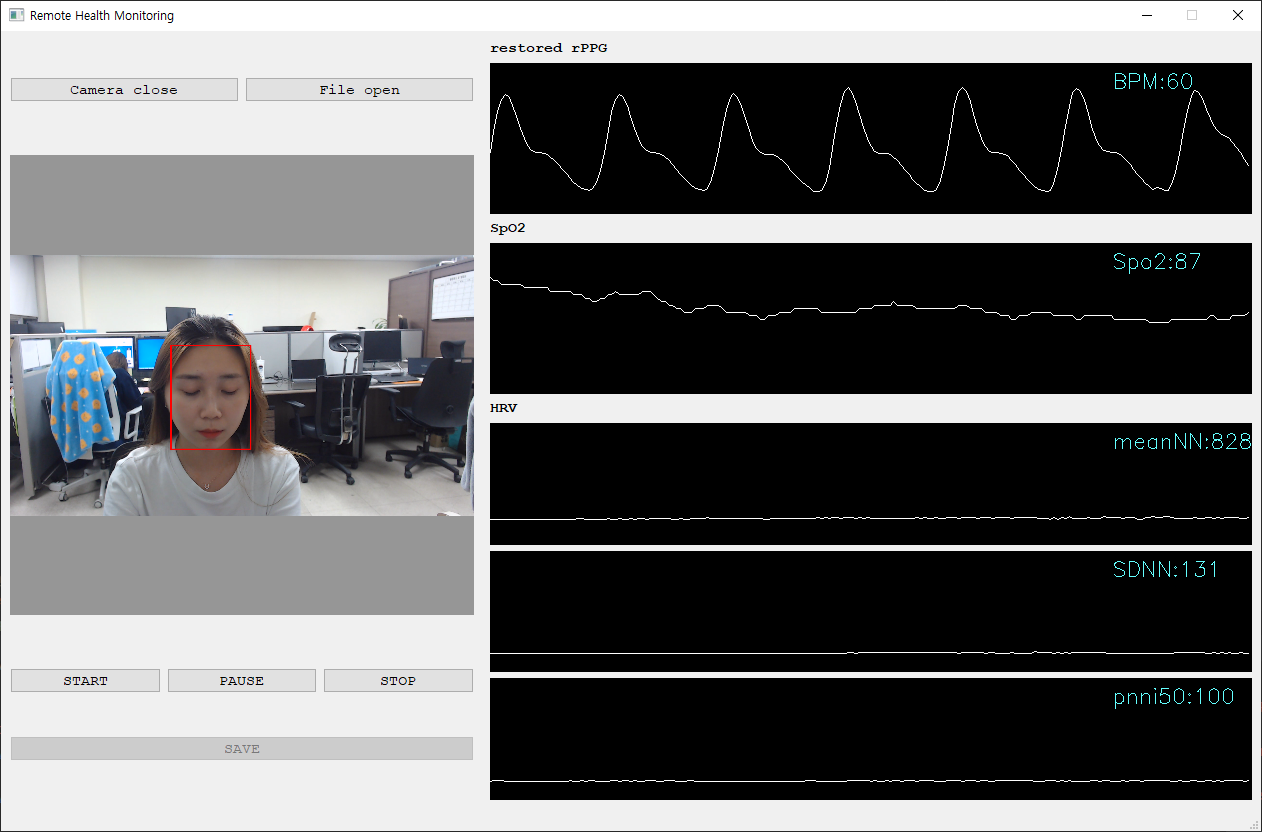 Remote Health Monitoring
Camera close
File open
START
PAUSE
STOP
SAVE
restored rPPG
BPM:60
SpO2
Spo2:87
HRV
meanNN:828
SDNN:131
pnni50:100